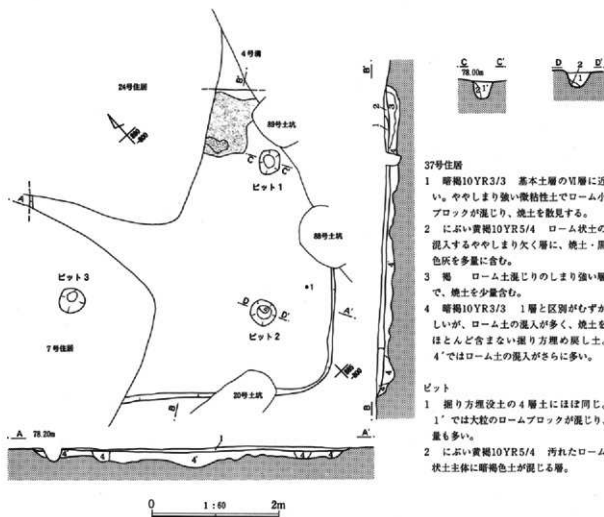 4号溝
24号住居
89号土坑
ピット1
88号土坑
ピット3
ピット2
7号住居
20号土坑
A
A'
B
B'
C
C'
D
D'
1
A 78.20m A'
1
4'
4
4'
4
4'
B'
B
1
2
3
4
C C'
78.00m
1'
D 2 D'
1
0 1:60 2m
37号住居
1 暗褐10YR3/3 基本土層のⅥ層に近
い。ややしまり強い微粘性土でローム小
ブロックが混じり、焼土を散見する。
2 にぶい黄褐10YR5/4 ローム状土の
混入するややしまり欠く層に、焼土・黒
色灰を多量に含む。
3 褐 ローム土混じりのしまり強い層
で、焼土を少量含む。
4 暗褐10YR3/3 1層と区別がむずか
しいが、ローム土の混入が多く、焼土を
ほとんど含まない掘り方埋め戻し土。
4'ではローム土の混入がさらに多い。
ピット
1 掘り方埋没土の4層土にほぼ同じ。
1'では大粒のロームブロックが混じり、
量も多い。
2 にぶい黄褐10YR5/4 汚れたローム
状土主体に暗褐色土が混じる層。